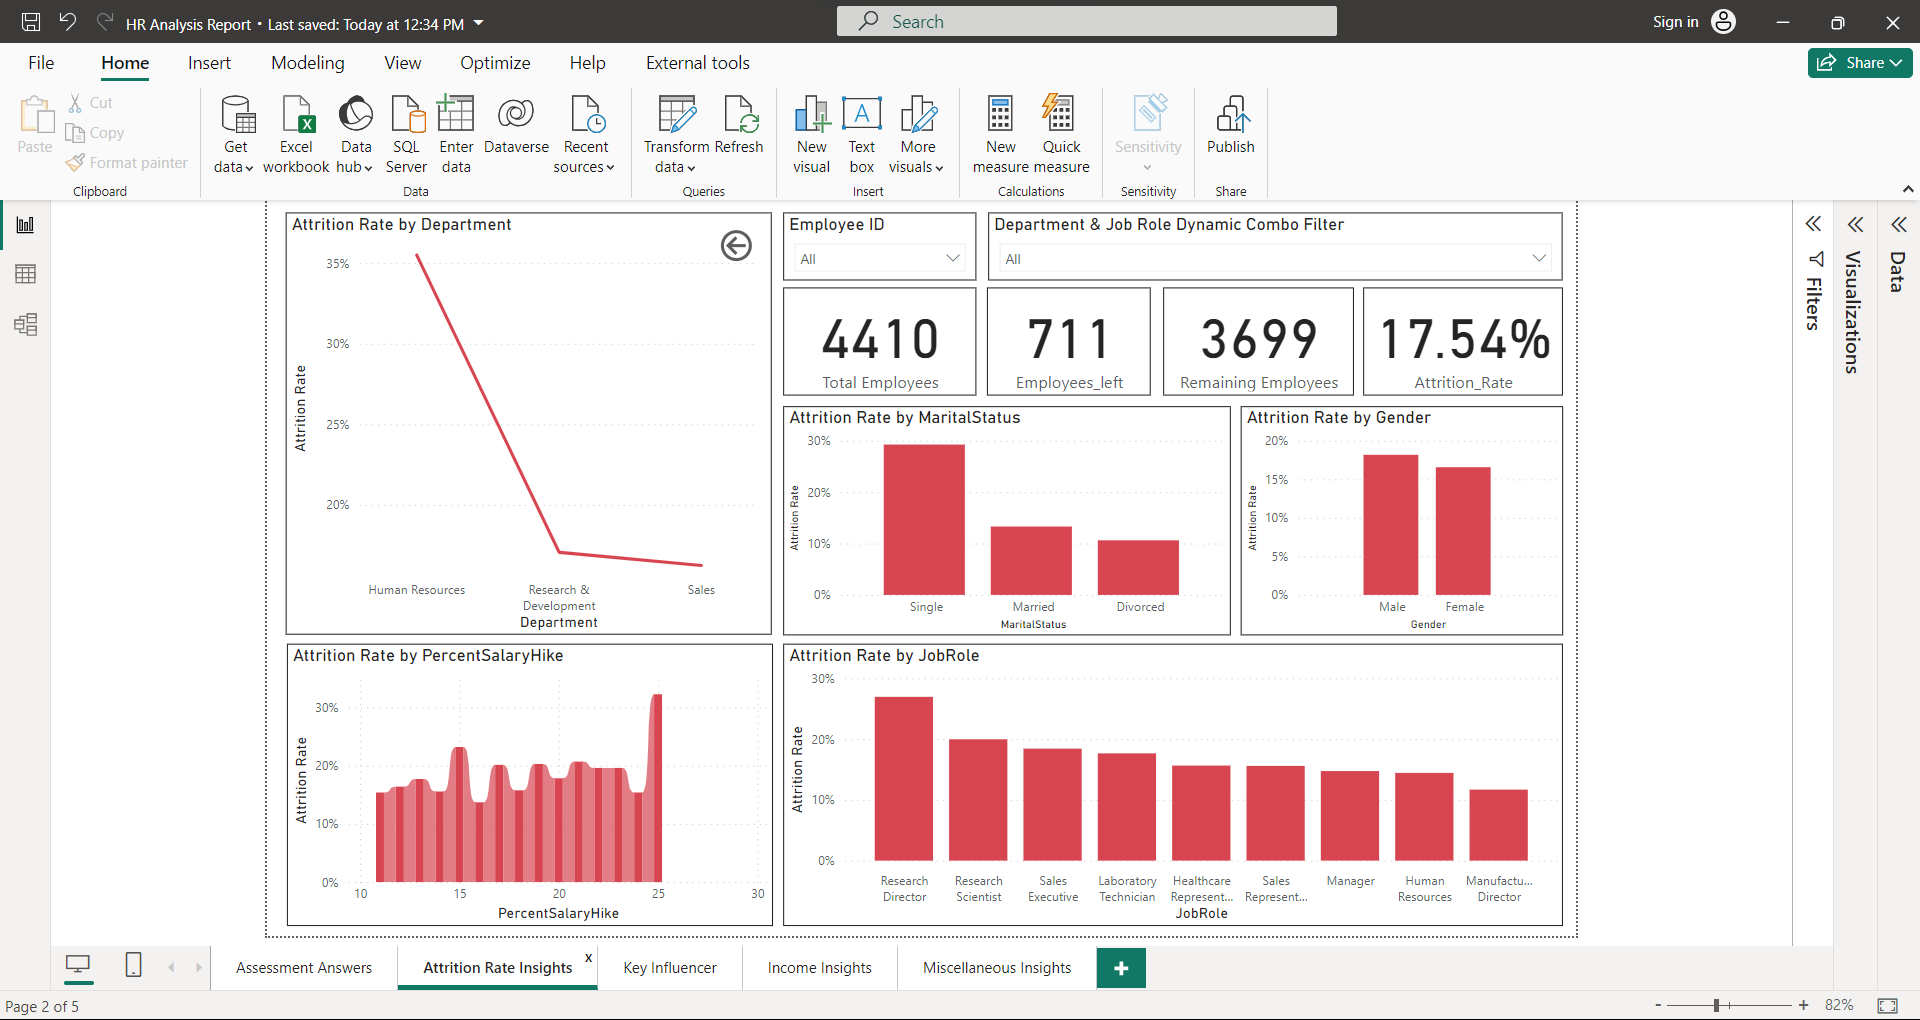 HR Analysis Report • Last saved: Today at 12:34 PM
Search
Sign in
File Home Insert Modeling View Optimize Help External tools
Share
Paste
Cut
Copy
Format painter
Clipboard
Get data
Excel workbook
Data hub
SQL Server
Enter data
Dataverse
Recent sources
Data
Transform data
Refresh
Queries
New visual
Text box
More visuals
Insert
New measure
Quick measure
Calculations
Sensitivity
Sensitivity
Publish
Share
Attrition Rate by Department
Attrition Rate
35%
30%
25%
20%
Human Resources
Research & Development
Sales
Department
Employee ID
All
Department & Job Role Dynamic Combo Filter
All
4410
Total Employees
711
Employees_left
3699
Remaining Employees
17.54%
Attrition_Rate
Attrition Rate by MaritalStatus
Attrition Rate
30%
20%
10%
0%
Single Married Divorced
MaritalStatus
Attrition Rate by Gender
Attrition Rate
20%
15%
10%
5%
0%
Male Female
Gender
Attrition Rate by PercentSalaryHike
Attrition Rate
30%
20%
10%
0%
10 15 20 25 30
PercentSalaryHike
Attrition Rate by JobRole
Attrition Rate
30%
20%
10%
0%
Research Director
Research Scientist
Sales Executive
Laboratory Technician
Healthcare Represent...
Sales Represent...
Manager
Human Resources
Manufactu... Director
JobRole
Filters
Visualizations
Data
Assessment Answers
Attrition Rate Insights x
Key Influencer
Income Insights
Miscellaneous Insights
+
Page 2 of 5
- + 82%